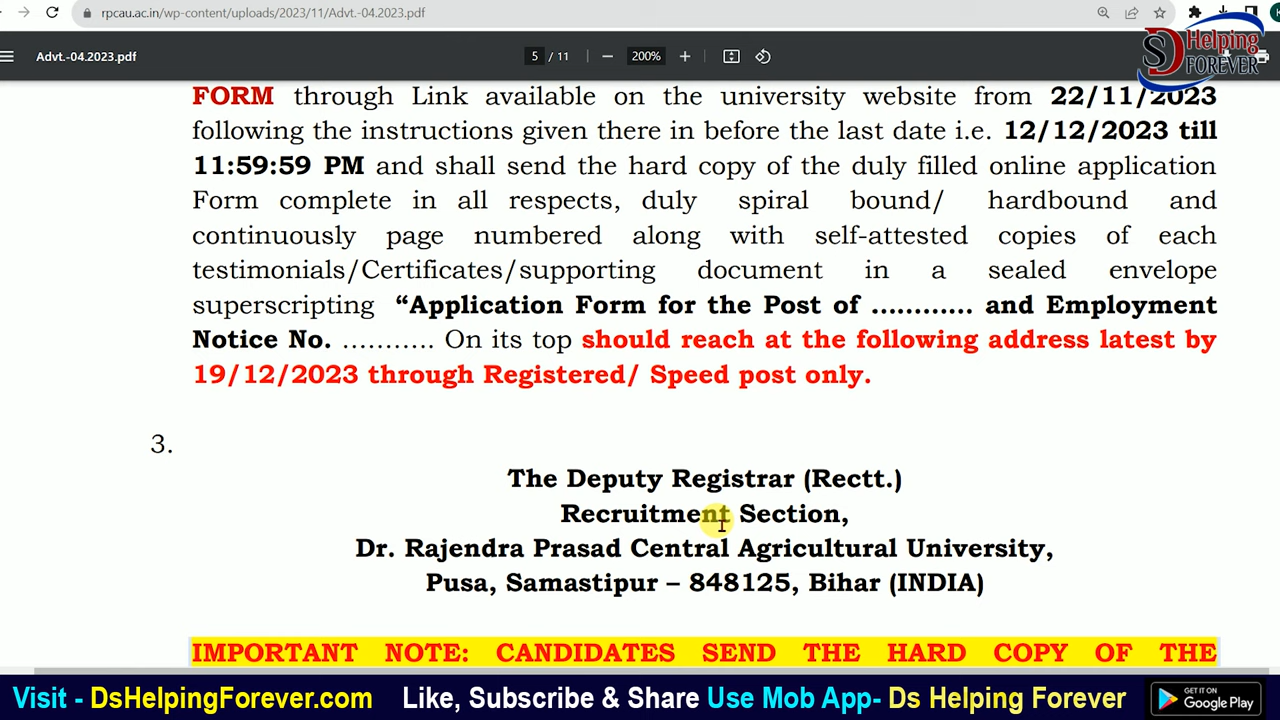 rpcau.ac.in/wp-content/uploads/2023/11/Advt.-04.2023.pdf
Advt.-04.2023.pdf
5 / 11
200%
DS Helping
FOREVER
FORM through Link available on the university website from 22/11/2023
following the instructions given there in before the last date i.e. 12/12/2023 till
11:59:59 PM and shall send the hard copy of the duly filled online application
Form complete in all respects, duly spiral bound/ hardbound and
continuously page numbered along with self-attested copies of each
testimonials/Certificates/supporting document in a sealed envelope
superscripting “Application Form for the Post of ………… and Employment
Notice No. ……….. On its top should reach at the following address latest by
19/12/2023 through Registered/ Speed post only.
3.
The Deputy Registrar (Rectt.)
Recruitment Section,
Dr. Rajendra Prasad Central Agricultural University,
Pusa, Samastipur – 848125, Bihar (INDIA)
IMPORTANT NOTE: CANDIDATES SEND THE HARD COPY OF THE
Visit - DsHelpingForever.com Like, Subscribe & Share Use Mob App- Ds Helping Forever
GET IT ON
Google Play